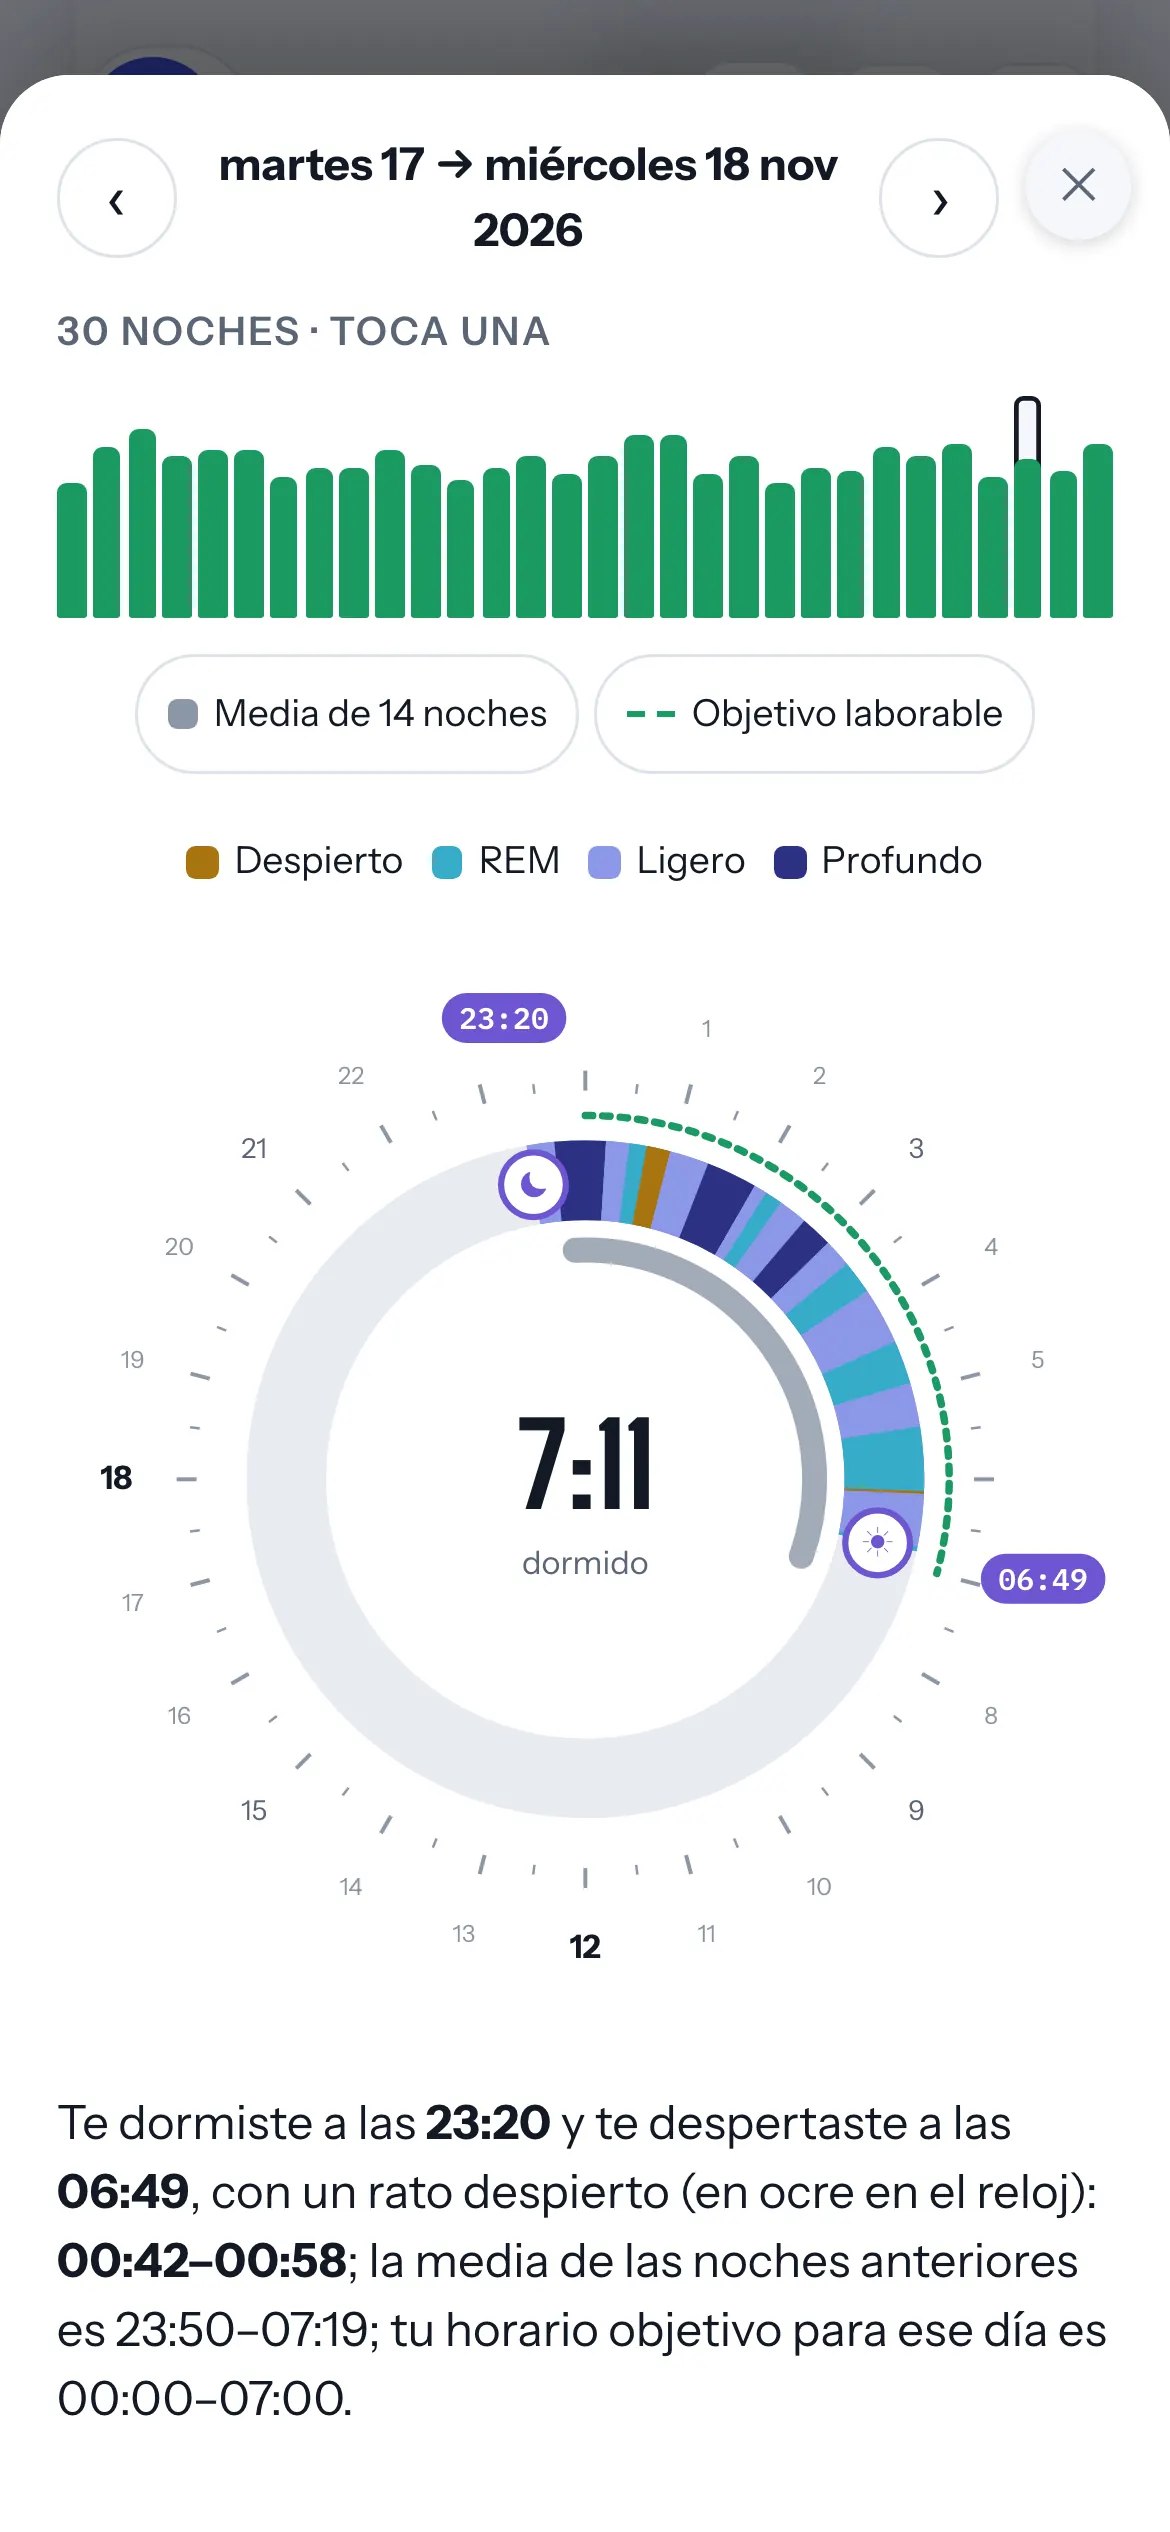 martes 17 → miércoles 18 nov
2026
30 NOCHES · TOCA UNA
Media de 14 noches
Objetivo laborable
Despierto
REM
Ligero
Profundo
23:20
1
22
2
21
3
20
4
19
5
7:11
18
dormido
06:49
17
16
8
15
9
14
10
13
11
12
Te dormiste a las 23:20 y te despertaste a las
06:49, con un rato despierto (en ocre en el reloj):
00:42–00:58; la media de las noches anteriores
es 23:50–07:19; tu horario objetivo para ese día es
00:00–07:00.